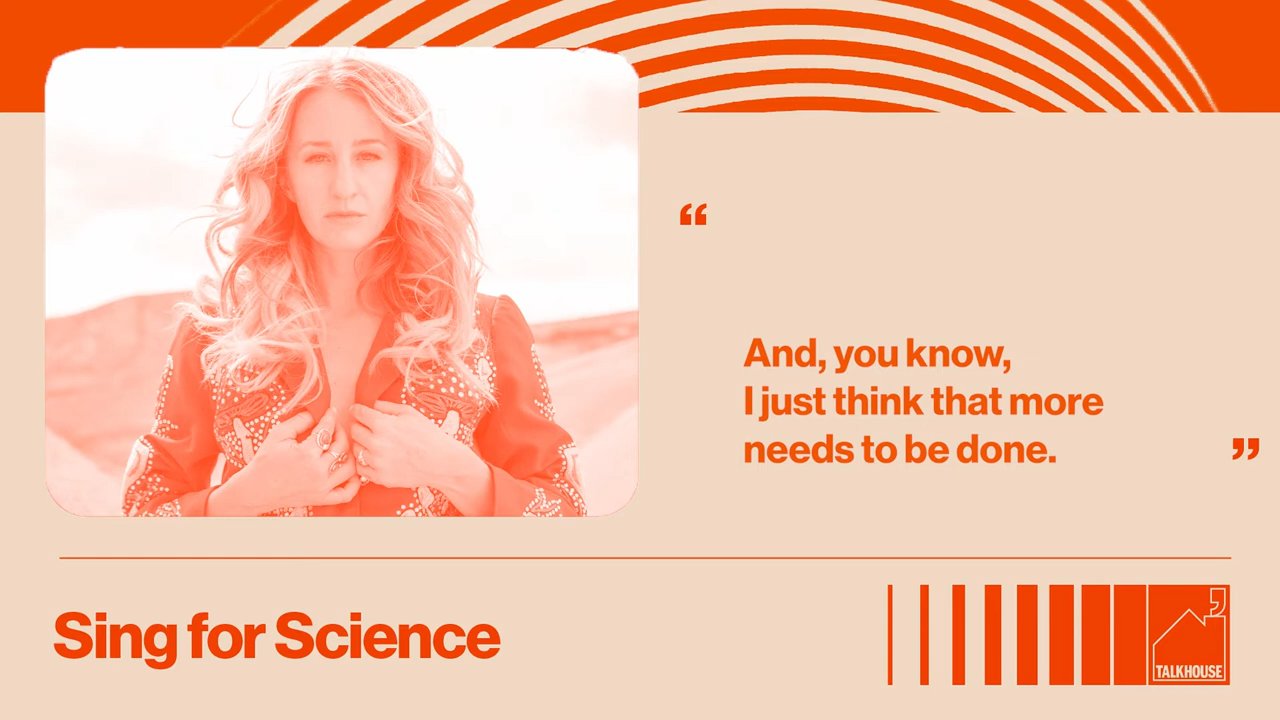 “
And, you know,
I just think that more
needs to be done.
”
Sing for Science
TALKHOUSE